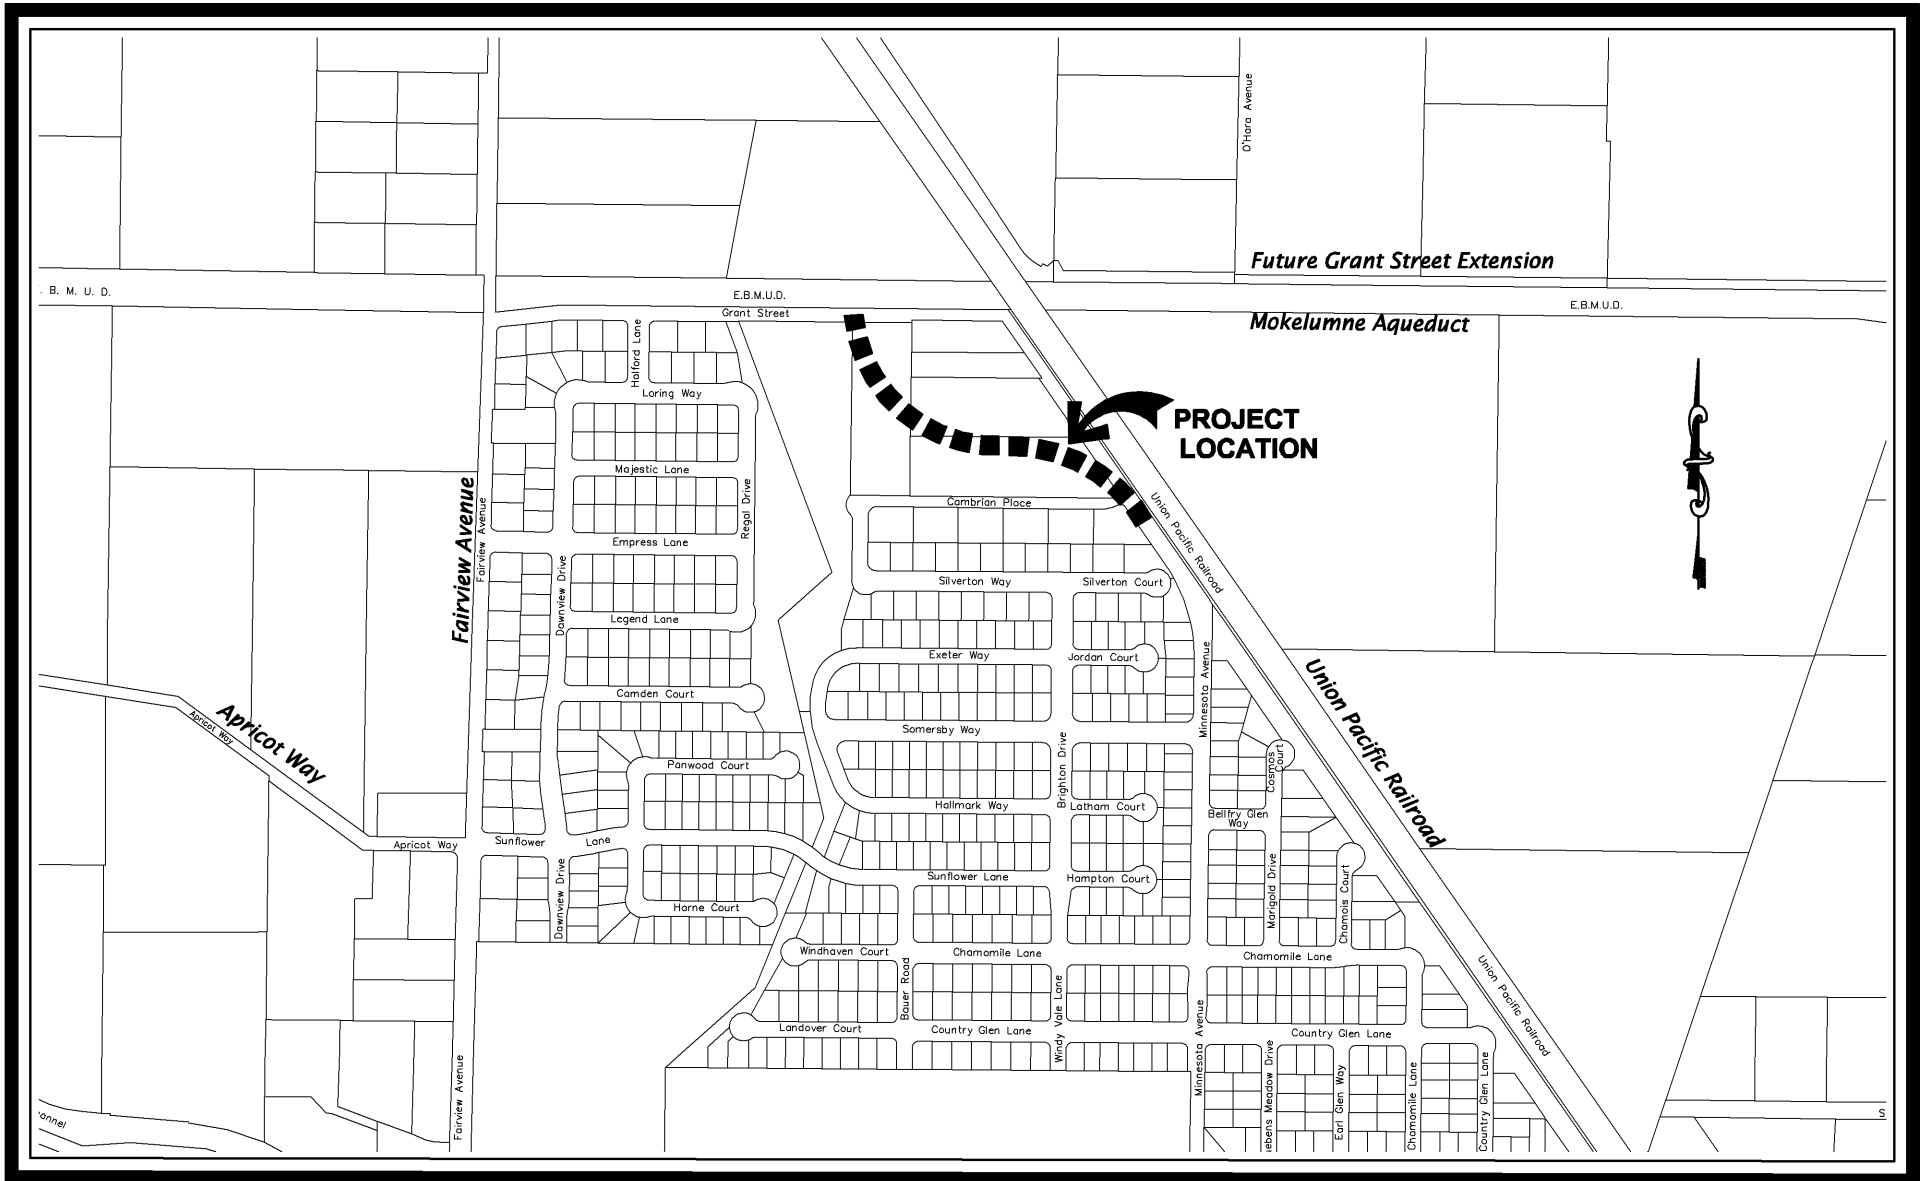 O'Hara Avenue
Future Grant Street Extension
. B. M. U. D.
E.B.M.U.D.
E.B.M.U.D.
Grant Street
Mokelumne Aqueduct
Halford Lane
Loring Way
PROJECT
LOCATION
Majestic Lane
Regal Drive
Fairview Avenue
Fairview Avenue
Cambrian Place
Union Pacific Railroad
Empress Lane
Dawnview Drive
Silverton Way
Silverton Court
Legend Lane
Exeter Way
Jordan Court
Minnesota Avenue
Union Pacific Railroad
Camden Court
Apricot Way
Apricot Way
Somersby Way
Brighton Drive
Cosmos
Court
Panwood Court
Hallmark Way
Latham Court
Bellfry Glen
Way
Apricot Way
Sunflower
Lane
Sunflower Lane
Hampton Court
Dawnview Drive
Marigold Drive
Chamois Court
Horne Court
Windhaven Court
Chamomile Lane
Chamomile Lane
Bauer Road
Windy Vale Lane
Union Pacific Railroad
Landover Court
Country Glen Lane
Minnesota Avenue
Country Glen Lane
Fairview Avenue
ebens Meadow Drive
Earl Glen Way
Chamomile Lane
Country Glen Lane
annel
S